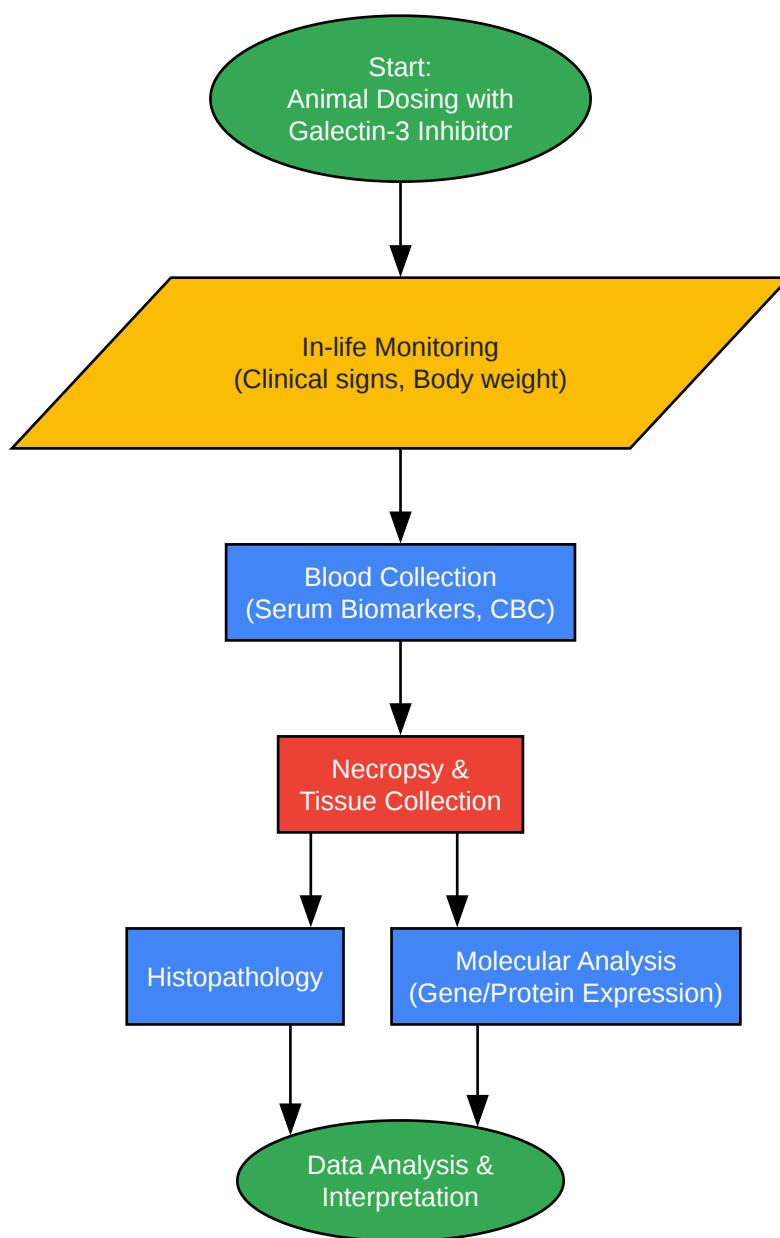 Start:
Animal Dosing with
Galectin-3 Inhibitor
In-life Monitoring
(Clinical signs, Body weight)
Blood Collection
(Serum Biomarkers, CBC)
Necropsy &
Tissue Collection
Histopathology
Molecular Analysis
(Gene/Protein Expression)
Data Analysis &
Interpretation